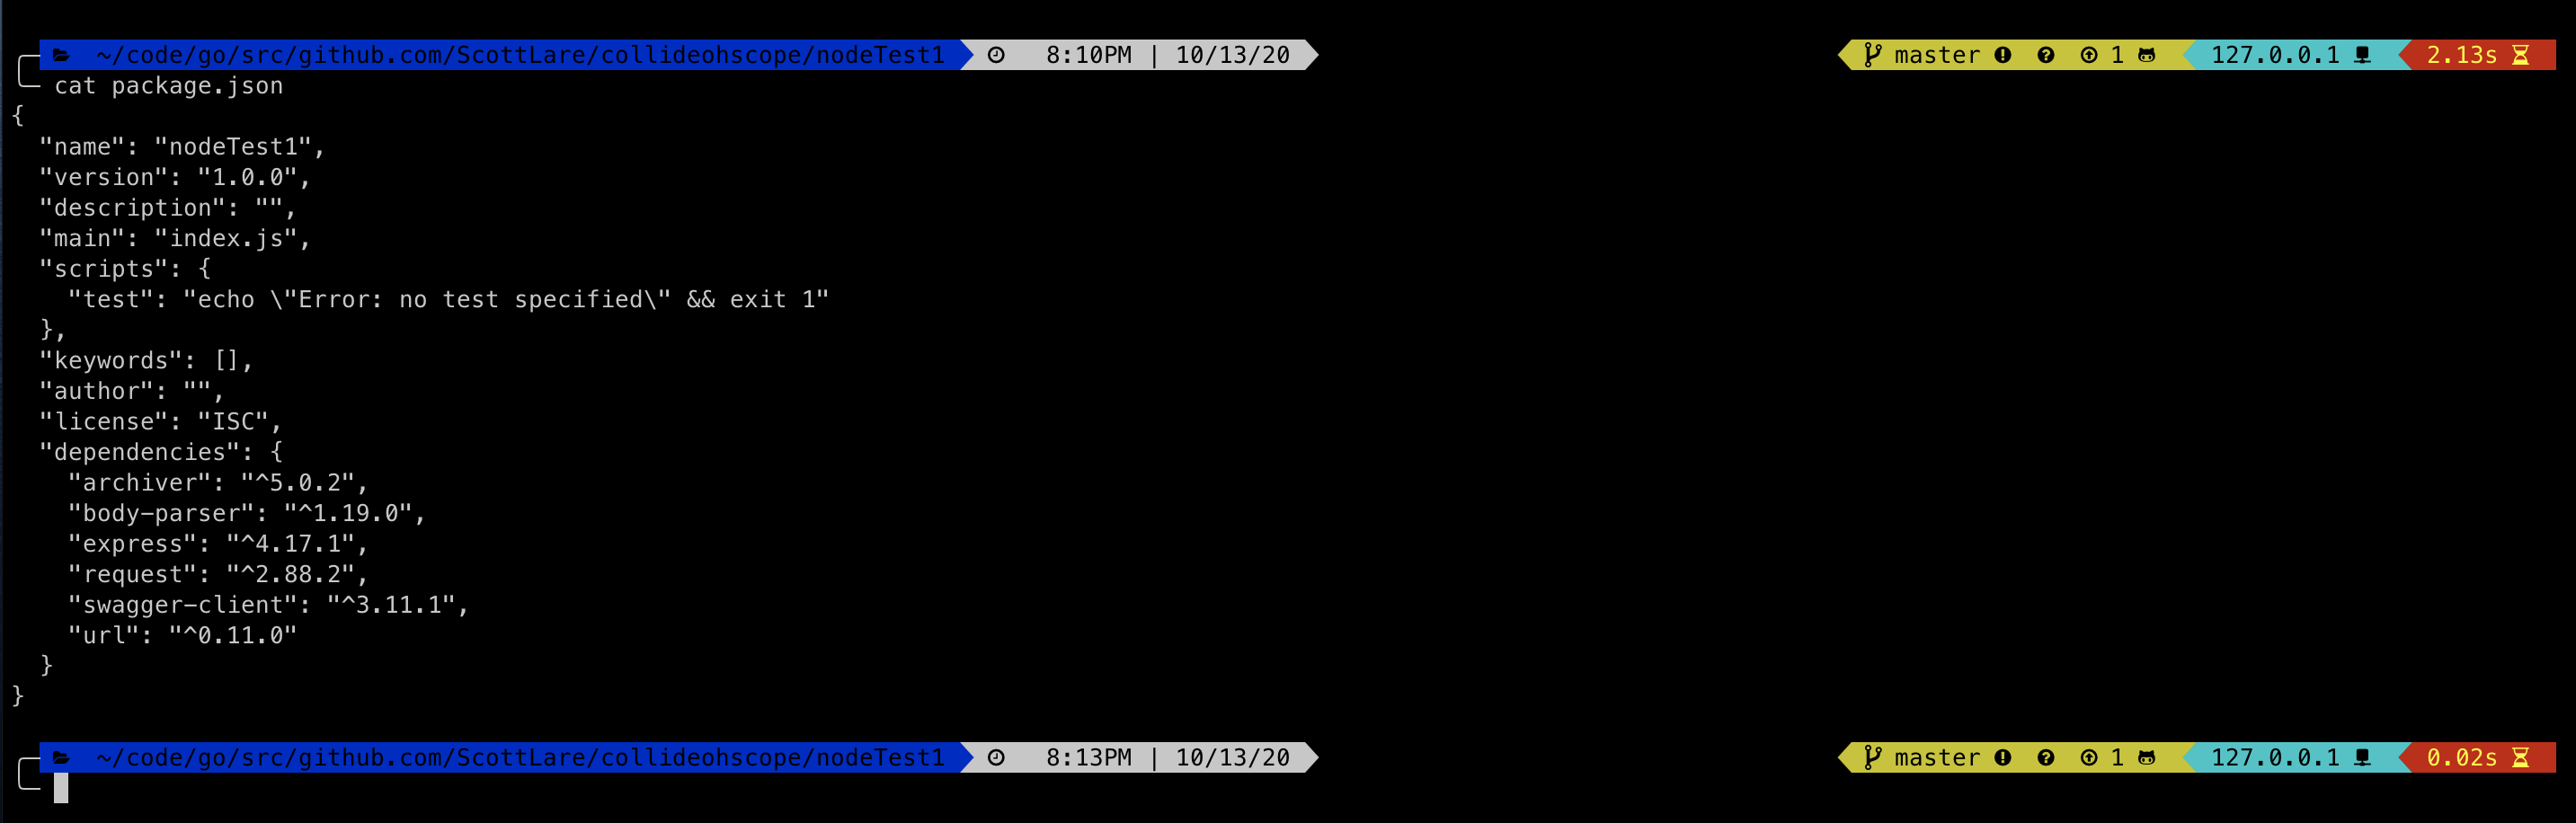 ~/code/go/src/github.com/ScottLare/collideohscope/nodeTest1 8:10PM | 10/13/20 master 1 127.0.0.1 2.13s
cat package.json
{
  "name": "nodeTest1",
  "version": "1.0.0",
  "description": "",
  "main": "index.js",
  "scripts": {
    "test": "echo \"Error: no test specified\" && exit 1"
  },
  "keywords": [],
  "author": "",
  "license": "ISC",
  "dependencies": {
    "archiver": "^5.0.2",
    "body-parser": "^1.19.0",
    "express": "^4.17.1",
    "request": "^2.88.2",
    "swagger-client": "^3.11.1",
    "url": "^0.11.0"
  }
}
~/code/go/src/github.com/ScottLare/collideohscope/nodeTest1 8:13PM | 10/13/20 master 1 127.0.0.1 0.02s